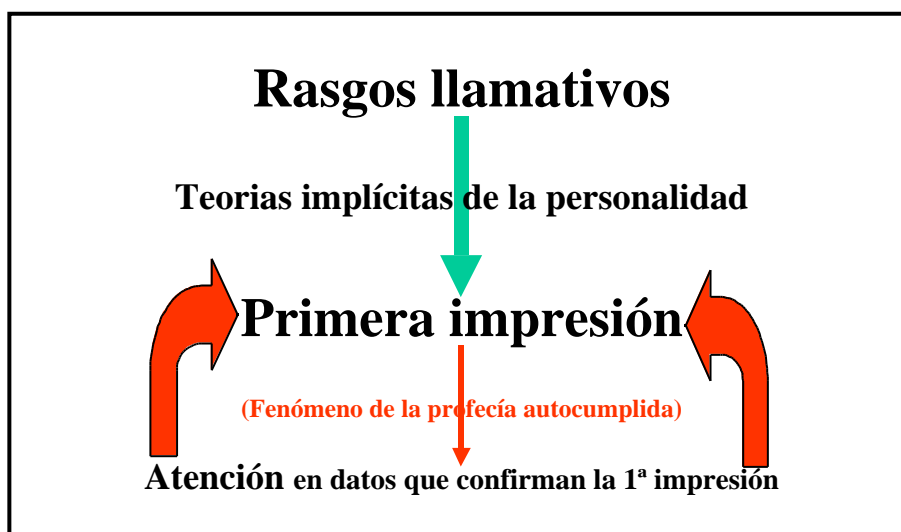 Rasgos llamativos
Teorias implícitas de la personalidad
Primera impresión
(Fenómeno de la profecía autocumplida)
Atención en datos que confirman la 1ª impresión